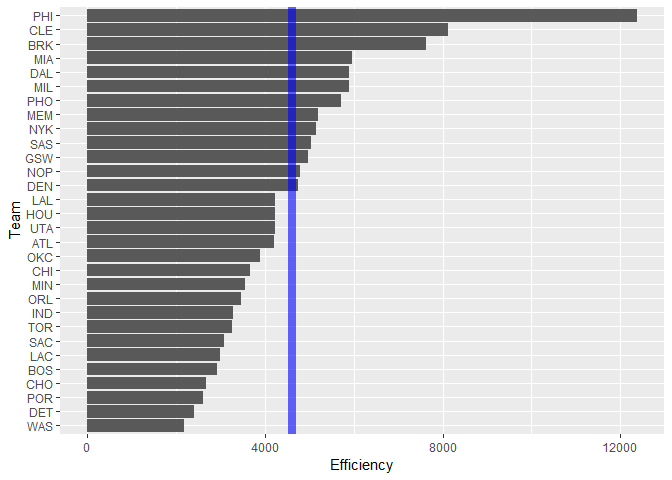 PHI
CLE
BRK
MIA
DAL
MIL
PHO
MEM
NYK
SAS
GSW
NOP
DEN
LAL
HOU
UTA
ATL
OKC
CHI
MIN
ORL
IND
TOR
SAC
LAC
BOS
CHO
POR
DET
WAS
Team
0 4000 8000 12000
Efficiency